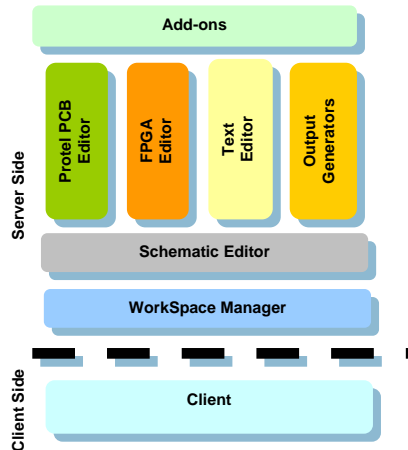 Add-ons
Server Side
Protel PCB
Editor
FPGA
Editor
Text
Editor
Output
Generators
Schematic Editor
WorkSpace Manager
Client Side
Client